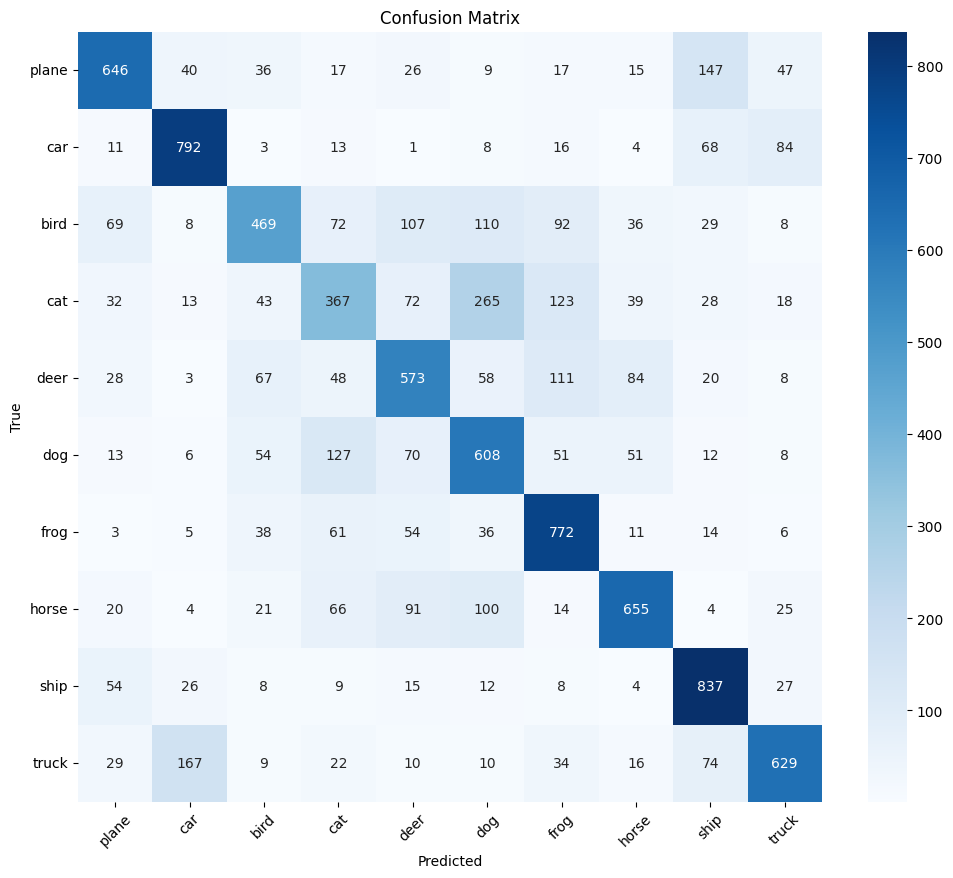 Confusion Matrix
plane 646 40 36 17 26 9 17 15 147 47
car 11 792 3 13 1 8 16 4 68 84
bird 69 8 469 72 107 110 92 36 29 8
cat 32 13 43 367 72 265 123 39 28 18
deer 28 3 67 48 573 58 111 84 20 8
dog 13 6 54 127 70 608 51 51 12 8
frog 3 5 38 61 54 36 772 11 14 6
horse 20 4 21 66 91 100 14 655 4 25
ship 54 26 8 9 15 12 8 4 837 27
truck 29 167 9 22 10 10 34 16 74 629
plane car bird cat deer dog frog horse ship truck
Predicted
True
800
700
600
500
400
300
200
100